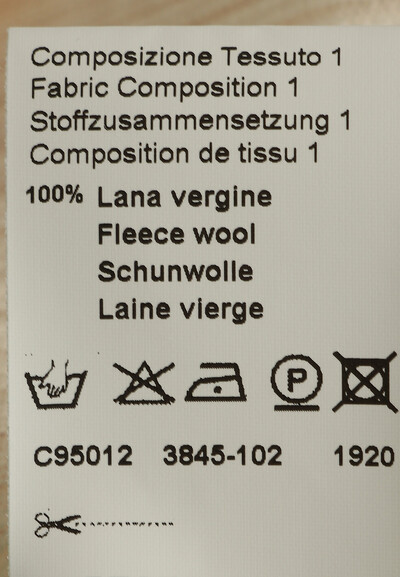 Composizione Tessuto 1
Fabric Composition 1
Stoffzusammensetzung 1
Composition de tissu 1
100% Lana vergine
Fleece wool
Schunwolle
Laine vierge
P
C95012 3845-102 1920